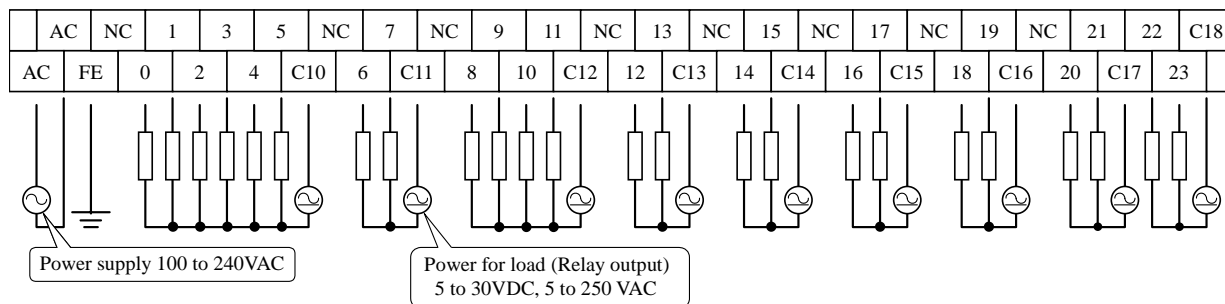 AC NC 1 3 5 NC 7 NC 9 11 NC 13 NC 15 NC 17 NC 19 NC 21 22 C18
AC FE 0 2 4 C10 6 C11 8 10 C12 12 C13 14 C14 16 C15 18 C16 20 C17 23
Power supply 100 to 240VAC
Power for load (Relay output)
5 to 30VDC, 5 to 250 VAC